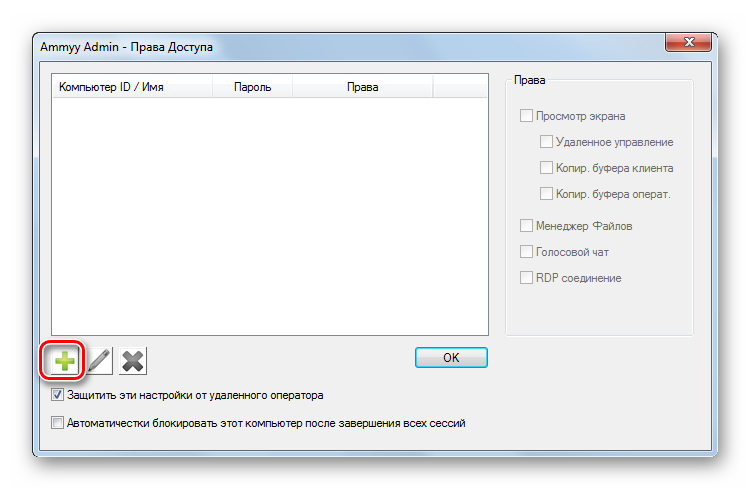 Ammyy Admin - Права Доступа
Компьютер ID / Имя Пароль Права
Права
Просмотр экрана
Удаленное управление
Копир. буфера клиента
Копир. буфера операт.
Менеджер Файлов
Голосовой чат
RDP соединение
OK
Защитить эти настройки от удаленного оператора
Автоматичестки блокировать этот компьютер после завершения всех сессий